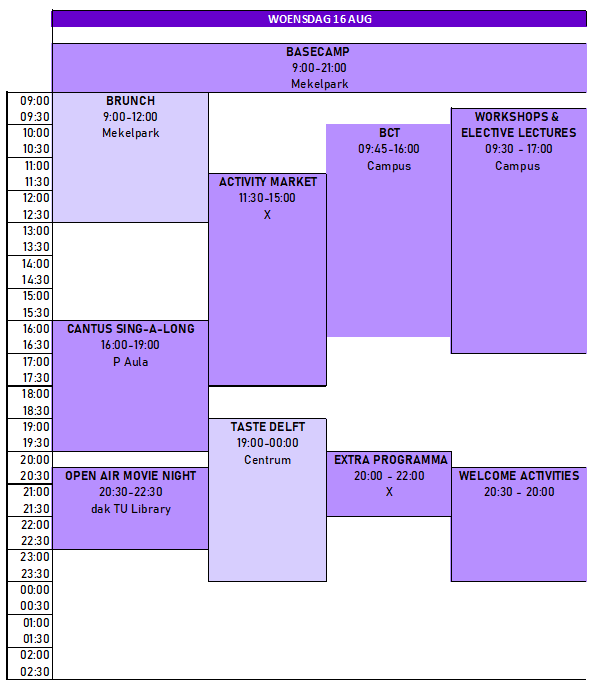 WOENSDAG 16 AUG
BASECAMP
9:00-21:00
Mekelpark
09:00
09:30
10:00
10:30
11:00
11:30
12:00
12:30
13:00
13:30
14:00
14:30
15:00
15:30
16:00
16:30
17:00
17:30
18:00
18:30
19:00
19:30
20:00
20:30
21:00
21:30
22:00
22:30
23:00
23:30
00:00
00:30
01:00
01:30
02:00
02:30
BRUNCH
9:00-12:00
Mekelpark
CANTUS SING-A-LONG
16:00-19:00
P Aula
OPEN AIR MOVIE NIGHT
20:30-22:30
dak TU Library
ACTIVITY MARKET
11:30-15:00
X
TASTE DELFT
19:00-00:00
Centrum
BCT
09:45-16:00
Campus
EXTRA PROGRAMMA
20:00 - 22:00
X
WORKSHOPS &
ELECTIVE LECTURES
09:30 - 17:00
Campus
WELCOME ACTIVITIES
20:30 - 20:00